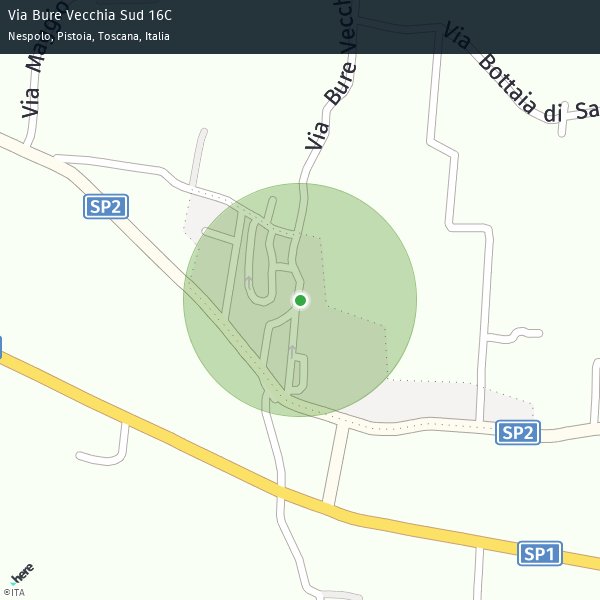 Via Bure Vecchia Sud 16C
Nespolo, Pistoia, Toscana, Italia
Via Bure Vecc
Via Bottaia di Sa
SP2
SP2
SP1
here
©ITA